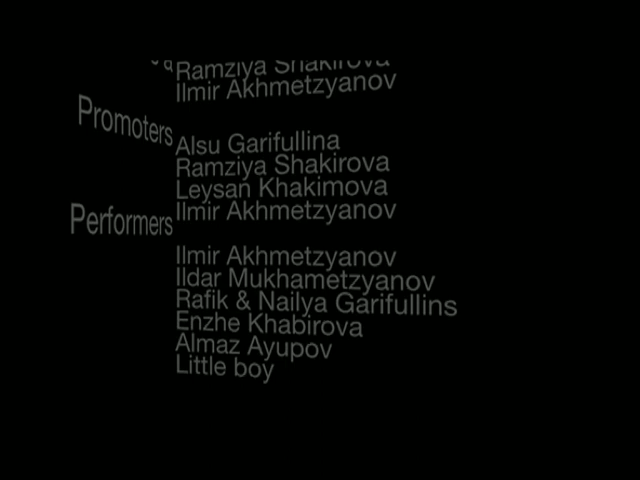 Ramziya Shakirova
Ilmir Akhmetzyanov
Promoters
Alsu Garifullina
Ramziya Shakirova
Leysan Khakimova
Ilmir Akhmetzyanov
Performers
Ilmir Akhmetzyanov
Ildar Mukhametzyanov
Rafik & Nailya Garifullins
Enzhe Khabirova
Almaz Ayupov
Little boy